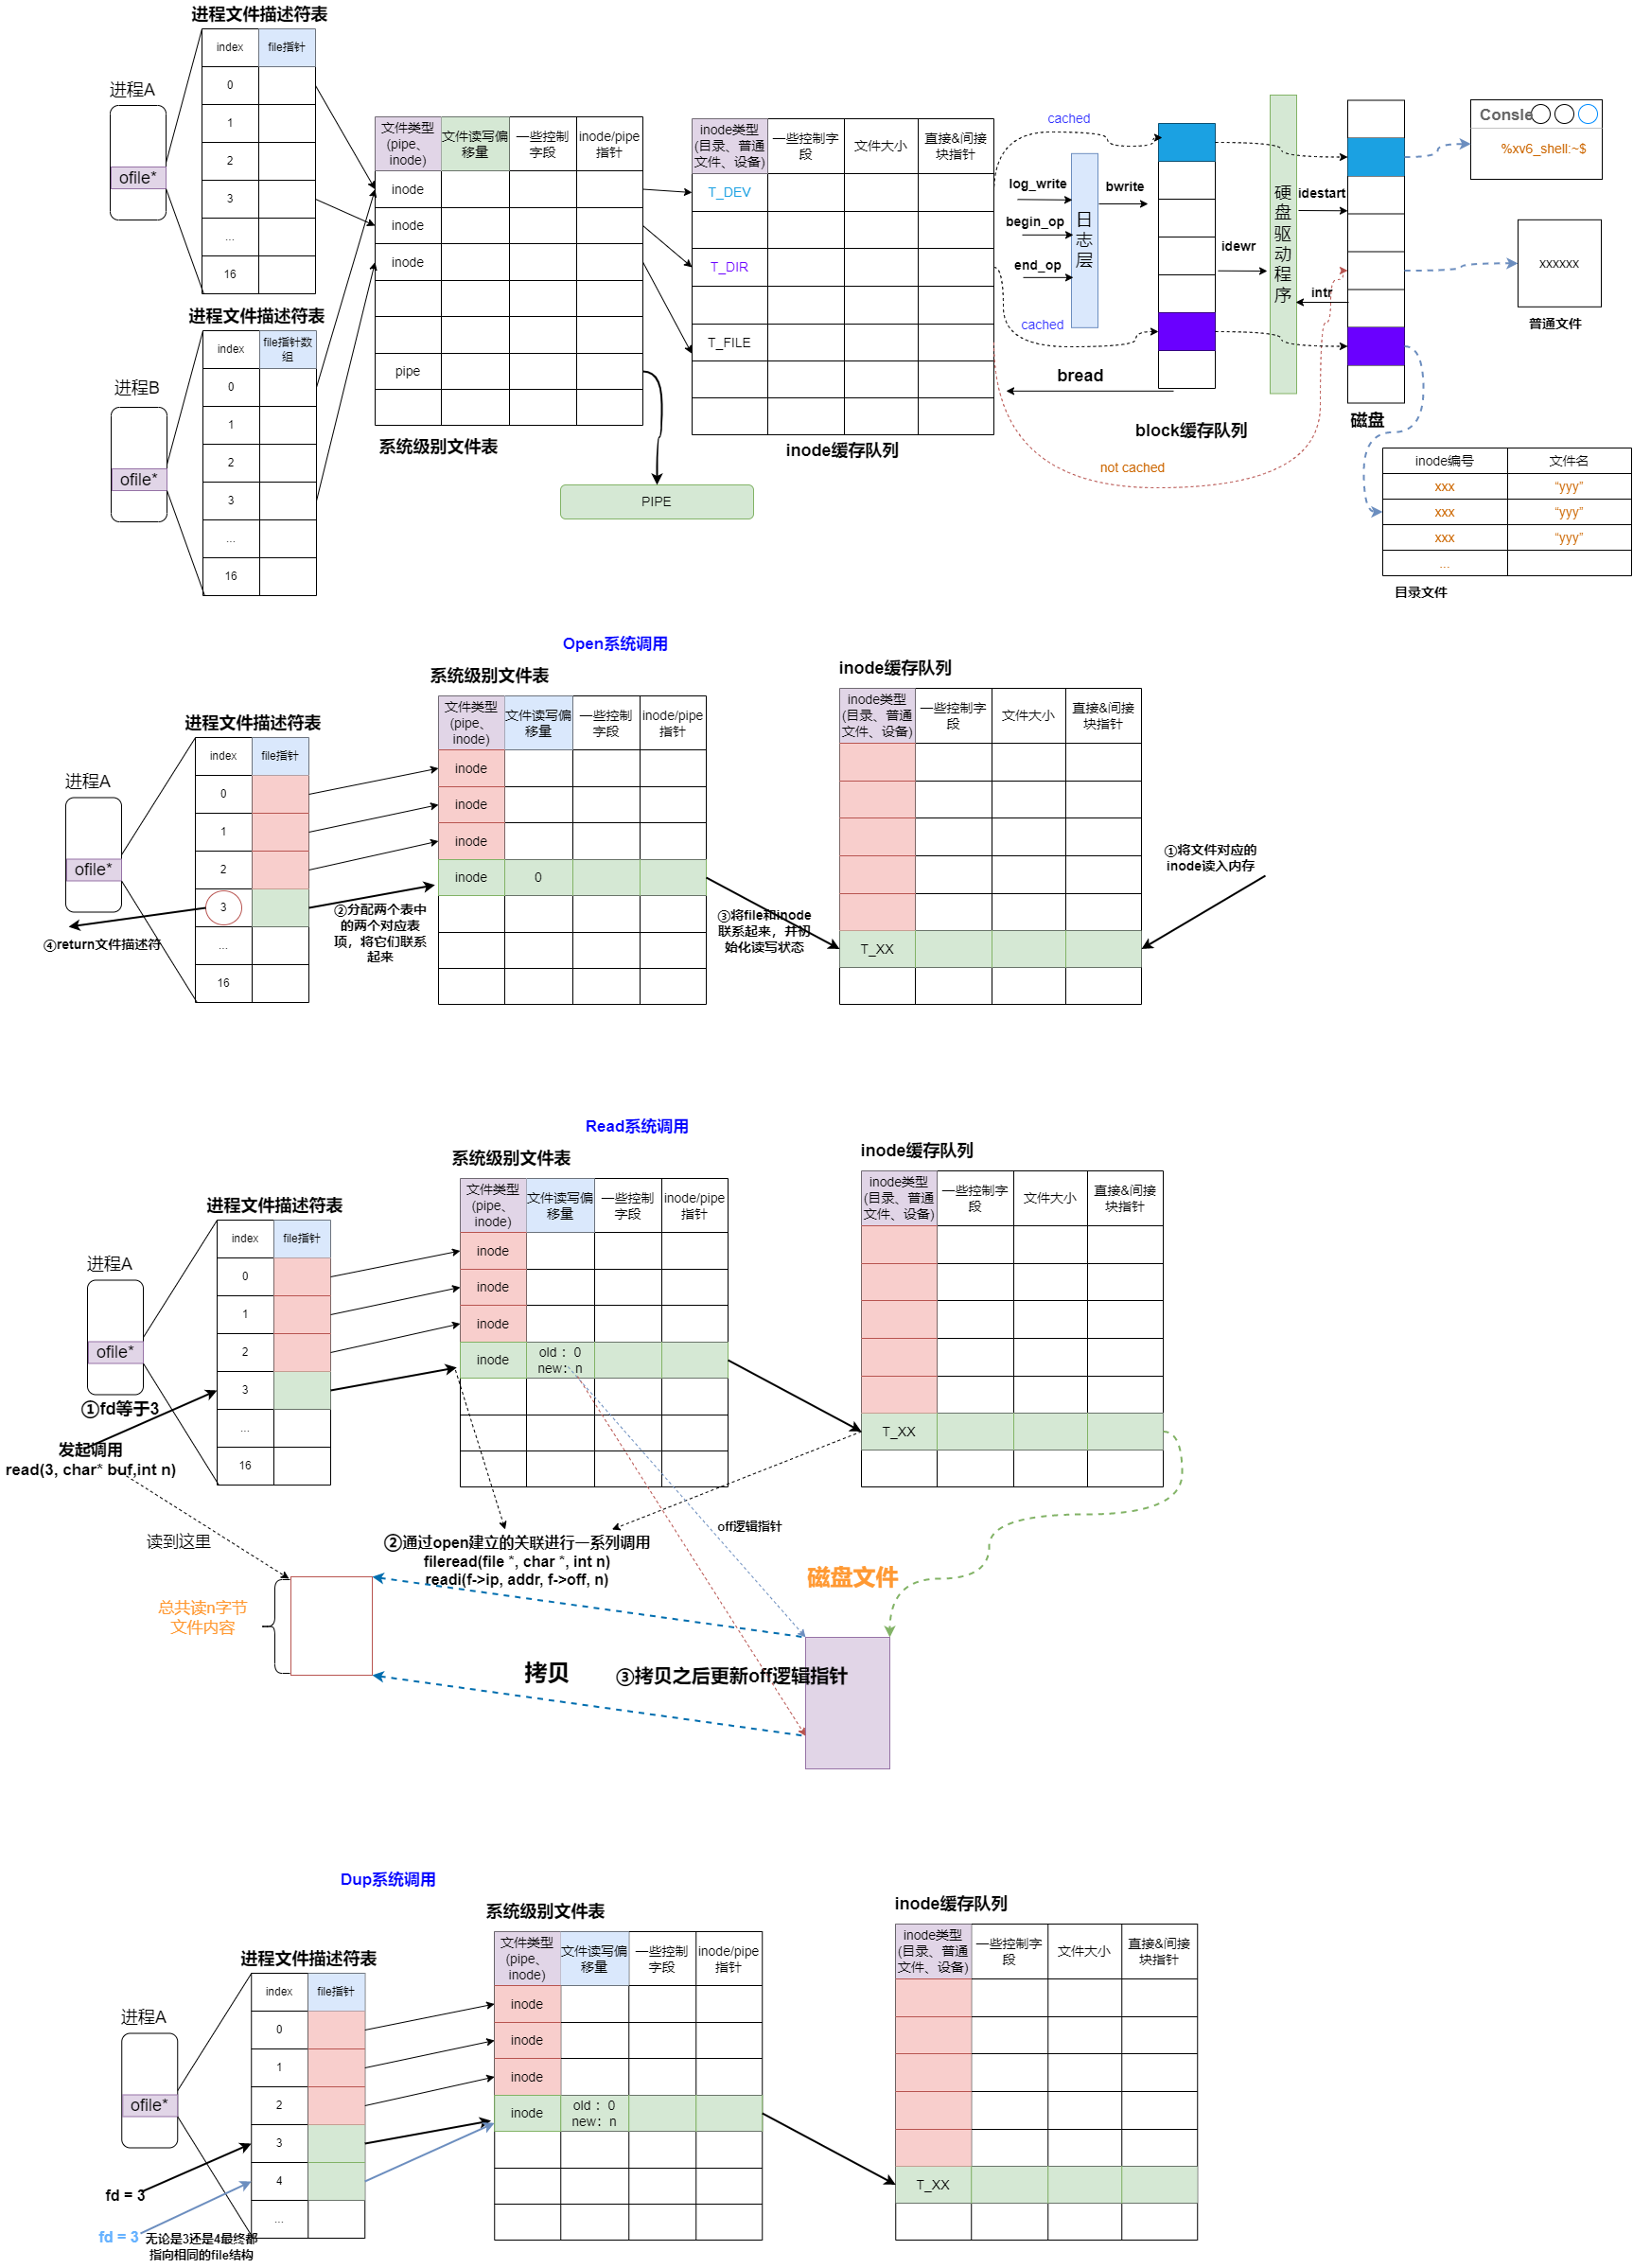 进程文件描述符表
index
file指针
进程A
0
1
2
ofile*
3
...
16
进程文件描述符表
index
file指针数
组
进程B
0
1
2
ofile*
3
...
16
文件类型
(pipe、
inode)
文件读写偏
移量
一些控制
字段
inode/pipe
指针
inode
inode
inode
pipe
系统级别文件表
PIPE
inode类型
(目录、普通
文件、设备)
一些控制字
段
文件大小
直接&间接
块指针
T_DEV
T_DIR
T_FILE
inode缓存队列
cached
log_write
begin_op
end_op
日
志
层
bwrite
cached
bread
not cached
block缓存队列
idewr
硬
盘
驱
动
程
序
idestart
intr
磁盘
Consle
%xv6_shell:~$
xxxxxx
普通文件
inode编号
文件名
xxx
“yyy”
xxx
“yyy”
xxx
“yyy”
...
目录文件
Open系统调用
系统级别文件表
inode缓存队列
进程文件描述符表
index
file指针
进程A
0
1
2
ofile*
3
...
16
④return文件描述符
文件类型
(pipe、
inode)
文件读写偏
移量
一些控制
字段
inode/pipe
指针
inode
inode
inode
inode
0
②分配两个表中
的两个对应表
项，将它们联系
起来
③将file和inode
联系起来，并初
始化读写状态
inode类型
(目录、普通
文件、设备)
一些控制字
段
文件大小
直接&间接
块指针
T_XX
①将文件对应的
inode读入内存
Read系统调用
系统级别文件表
inode缓存队列
进程文件描述符表
index
file指针
进程A
0
1
2
ofile*
3
...
16
①fd等于3
发起调用
read(3, char* buf,int n)
文件类型
(pipe、
inode)
文件读写偏
移量
一些控制
字段
inode/pipe
指针
inode
inode
inode
inode
old：0
new：n
inode类型
(目录、普通
文件、设备)
一些控制字
段
文件大小
直接&间接
块指针
T_XX
读到这里
②通过open建立的关联进行一系列调用
fileread(file *, char *, int n)
readi(f->ip, addr, f->off, n)
off逻辑指针
磁盘文件
总共读n字节
文件内容
拷贝
③拷贝之后更新off逻辑指针
Dup系统调用
系统级别文件表
inode缓存队列
进程文件描述符表
index
file指针
进程A
0
1
2
ofile*
3
4
...
fd = 3
fd = 3
无论是3还是4最终都
指向相同的file结构
文件类型
(pipe、
inode)
文件读写偏
移量
一些控制
字段
inode/pipe
指针
inode
inode
inode
inode
old：0
new：n
inode类型
(目录、普通
文件、设备)
一些控制字
段
文件大小
直接&间接
块指针
T_XX